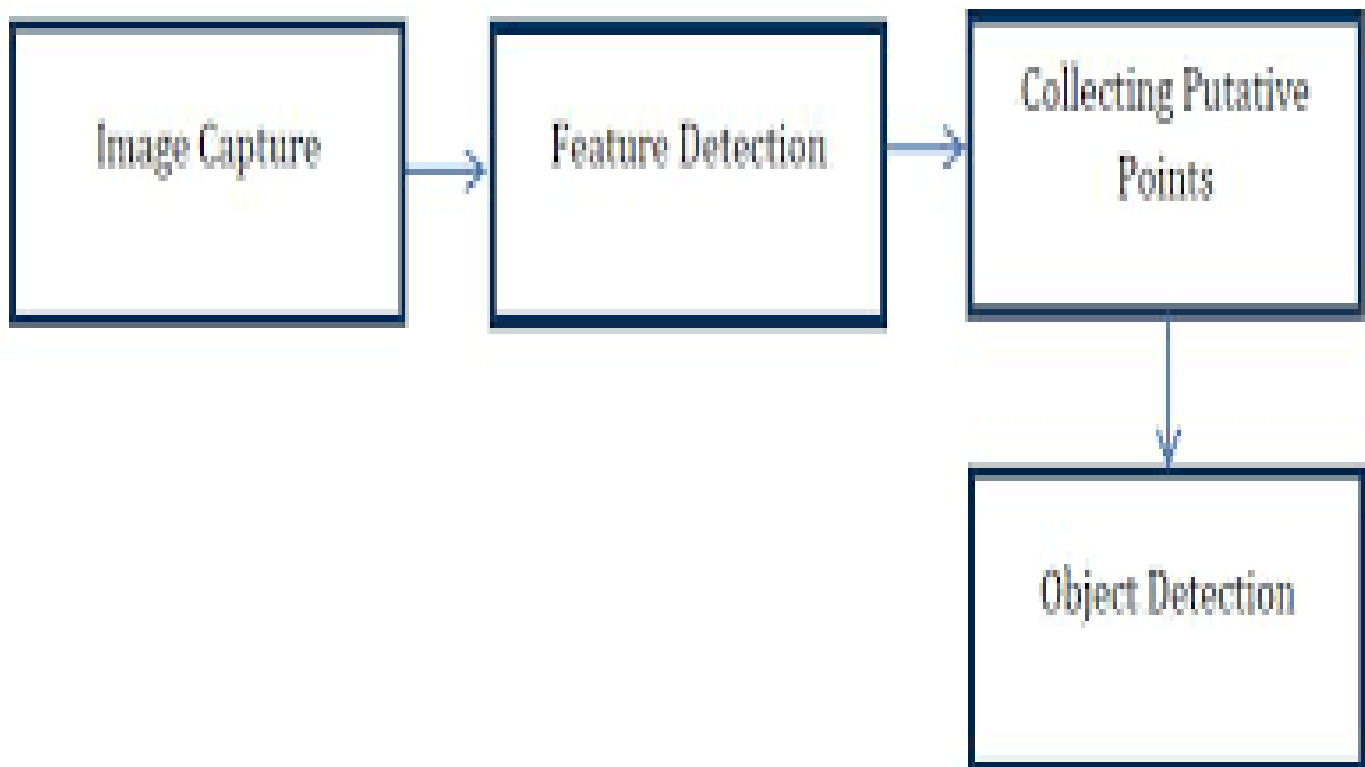 Image Capture
Feature Detection
Collecting Putative
Points
Object Detection